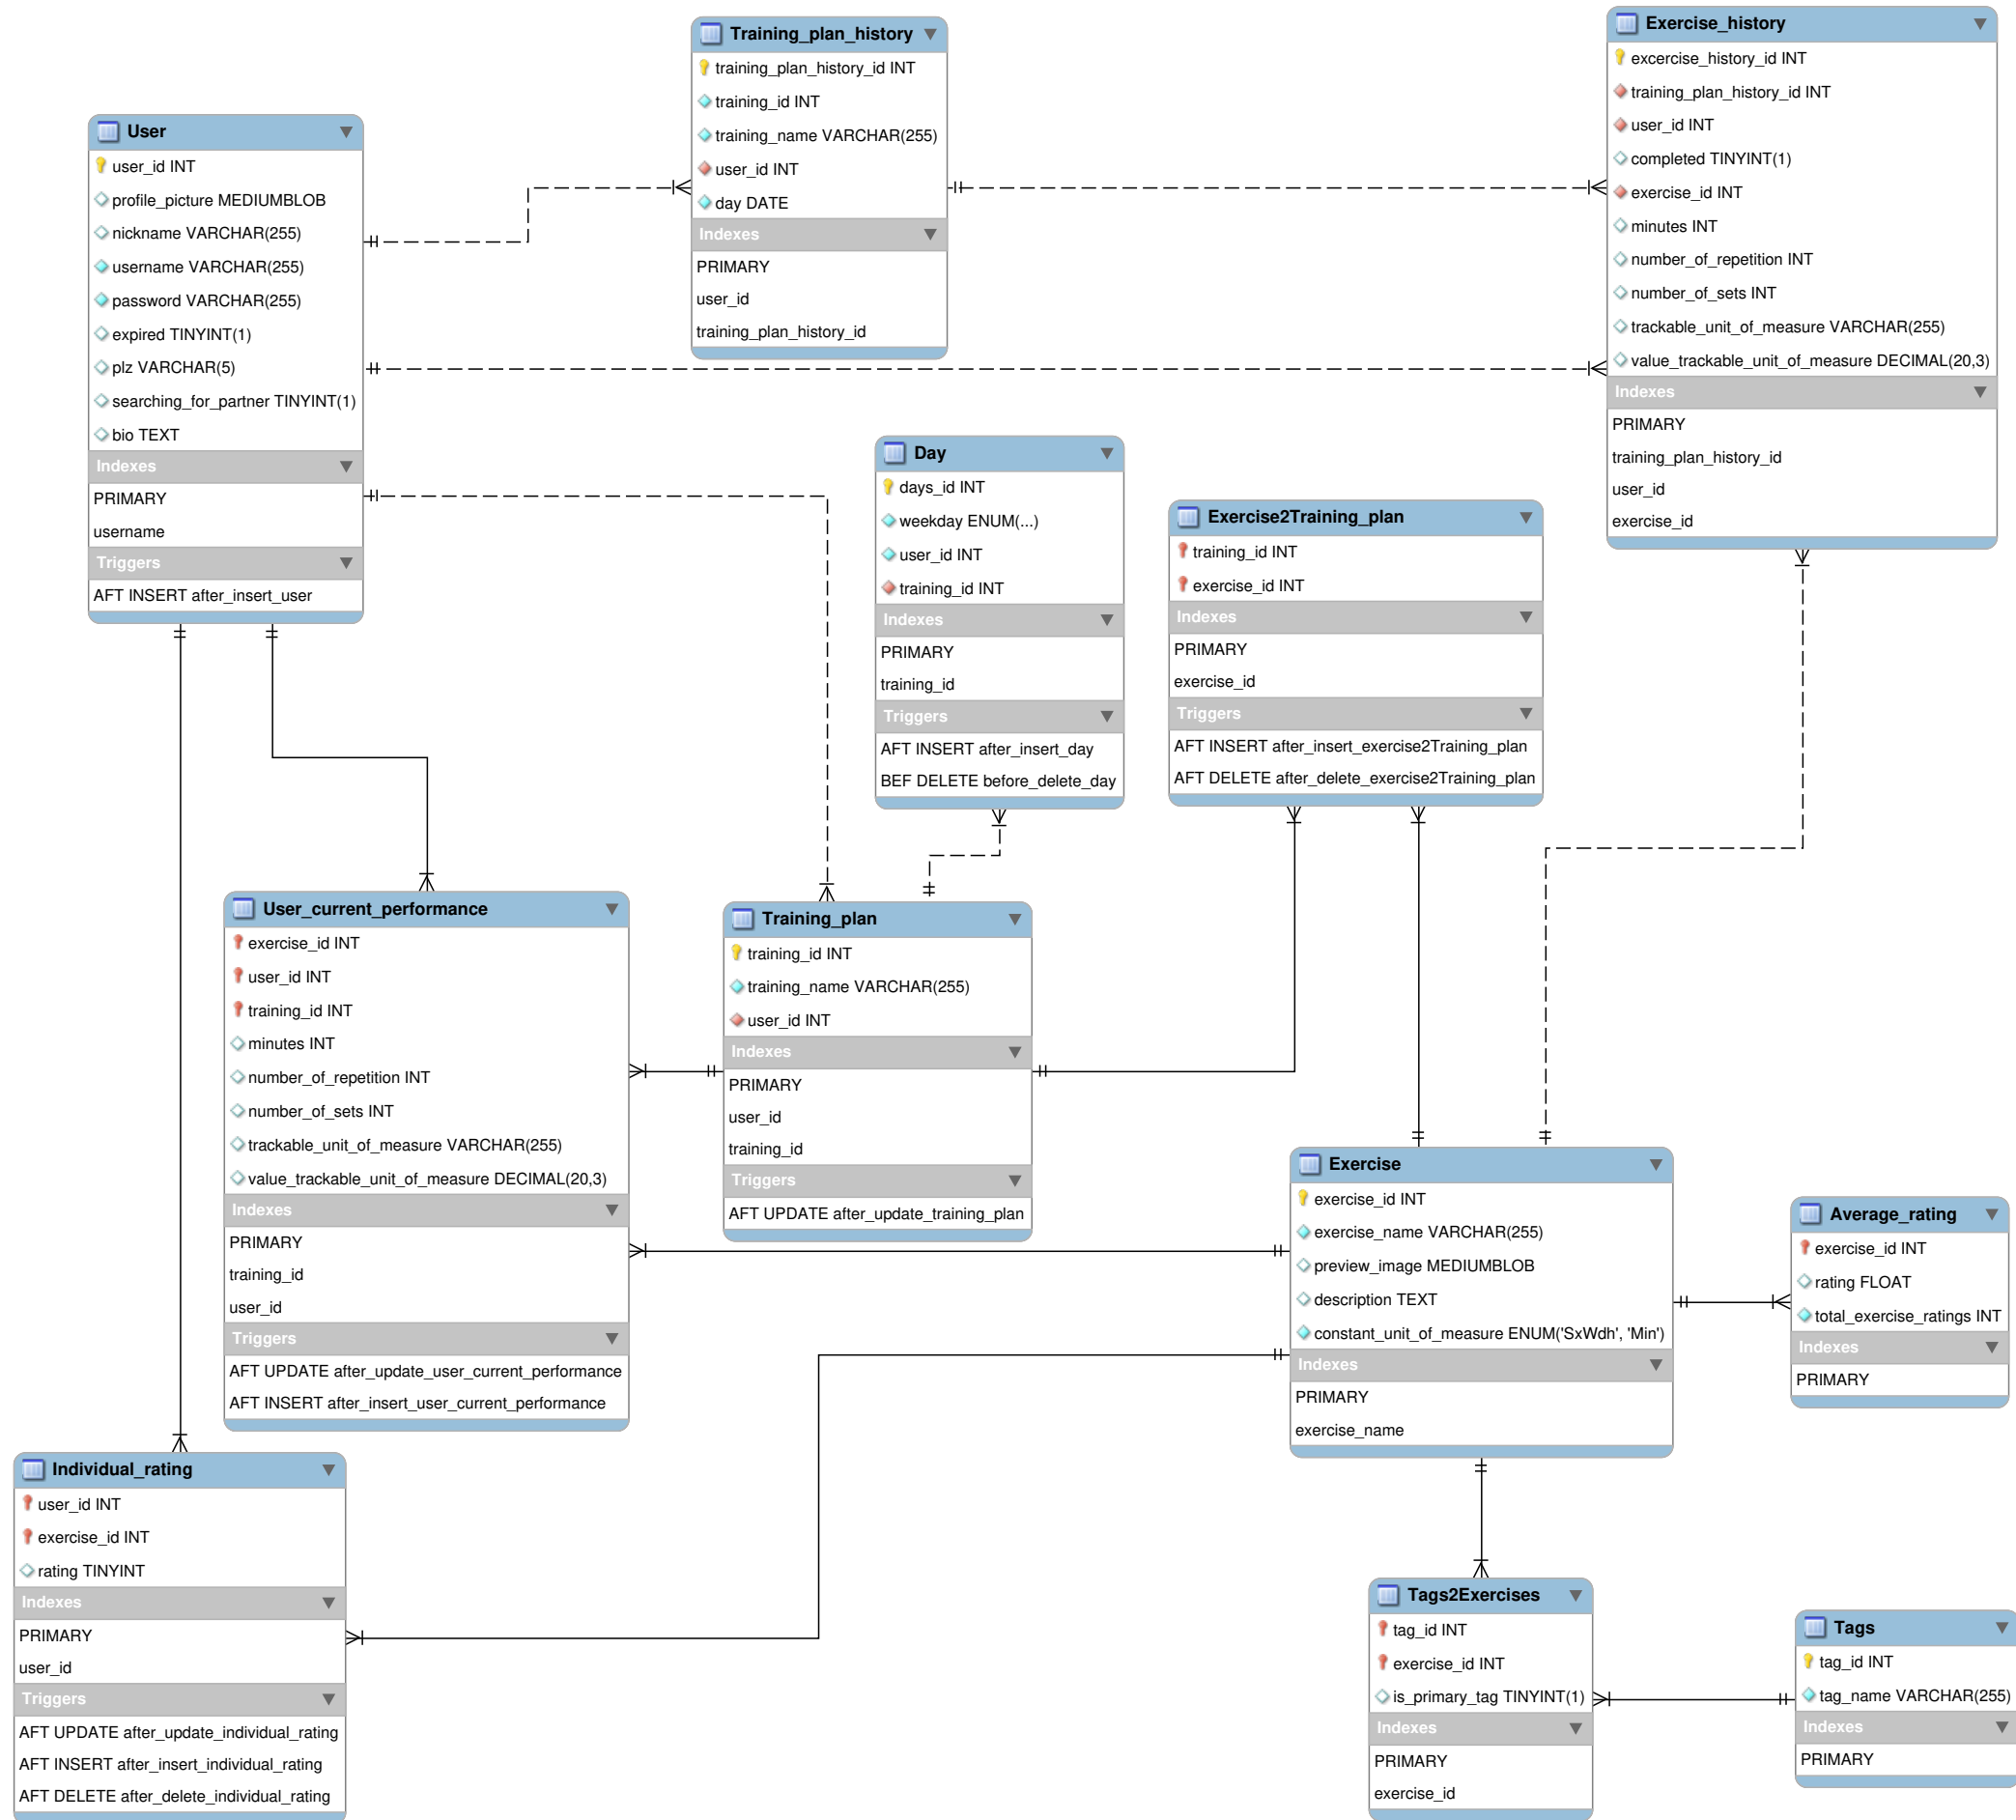 Training_plan_history
training_plan_history_id INT
training_id INT
training_name VARCHAR(255)
user_id INT
day DATE
Indexes
PRIMARY
user_id
training_plan_history_id
Exercise_history
excercise_history_id INT
training_plan_history_id INT
user_id INT
completed TINYINT(1)
exercise_id INT
minutes INT
number_of_repetition INT
number_of_sets INT
trackable_unit_of_measure VARCHAR(255)
value_trackable_unit_of_measure DECIMAL(20,3)
Indexes
PRIMARY
training_plan_history_id
user_id
exercise_id
User
user_id INT
profile_picture MEDIUMBLOB
nickname VARCHAR(255)
username VARCHAR(255)
password VARCHAR(255)
expired TINYINT(1)
plz VARCHAR(5)
searching_for_partner TINYINT(1)
bio TEXT
Indexes
PRIMARY
username
Triggers
AFT INSERT after_insert_user
Day
days_id INT
weekday ENUM(...)
user_id INT
training_id INT
Indexes
PRIMARY
training_id
Triggers
AFT INSERT after_insert_day
BEF DELETE before_delete_day
Exercise2Training_plan
training_id INT
exercise_id INT
Indexes
PRIMARY
exercise_id
Triggers
AFT INSERT after_insert_exercise2Training_plan
AFT DELETE after_delete_exercise2Training_plan
User_current_performance
exercise_id INT
user_id INT
training_id INT
minutes INT
number_of_repetition INT
number_of_sets INT
trackable_unit_of_measure VARCHAR(255)
value_trackable_unit_of_measure DECIMAL(20,3)
Indexes
PRIMARY
training_id
user_id
Triggers
AFT UPDATE after_update_user_current_performance
AFT INSERT after_insert_user_current_performance
Training_plan
training_id INT
training_name VARCHAR(255)
user_id INT
Indexes
PRIMARY
user_id
training_id
Triggers
AFT UPDATE after_update_training_plan
Exercise
exercise_id INT
exercise_name VARCHAR(255)
preview_image MEDIUMBLOB
description TEXT
constant_unit_of_measure ENUM('SxWdh', 'Min')
Indexes
PRIMARY
exercise_name
Average_rating
exercise_id INT
rating FLOAT
total_exercise_ratings INT
Indexes
PRIMARY
Individual_rating
user_id INT
exercise_id INT
rating TINYINT
Indexes
PRIMARY
user_id
Triggers
AFT UPDATE after_update_individual_rating
AFT INSERT after_insert_individual_rating
AFT DELETE after_delete_individual_rating
Tags2Exercises
tag_id INT
exercise_id INT
is_primary_tag TINYINT(1)
Indexes
PRIMARY
exercise_id
Tags
tag_id INT
tag_name VARCHAR(255)
Indexes
PRIMARY